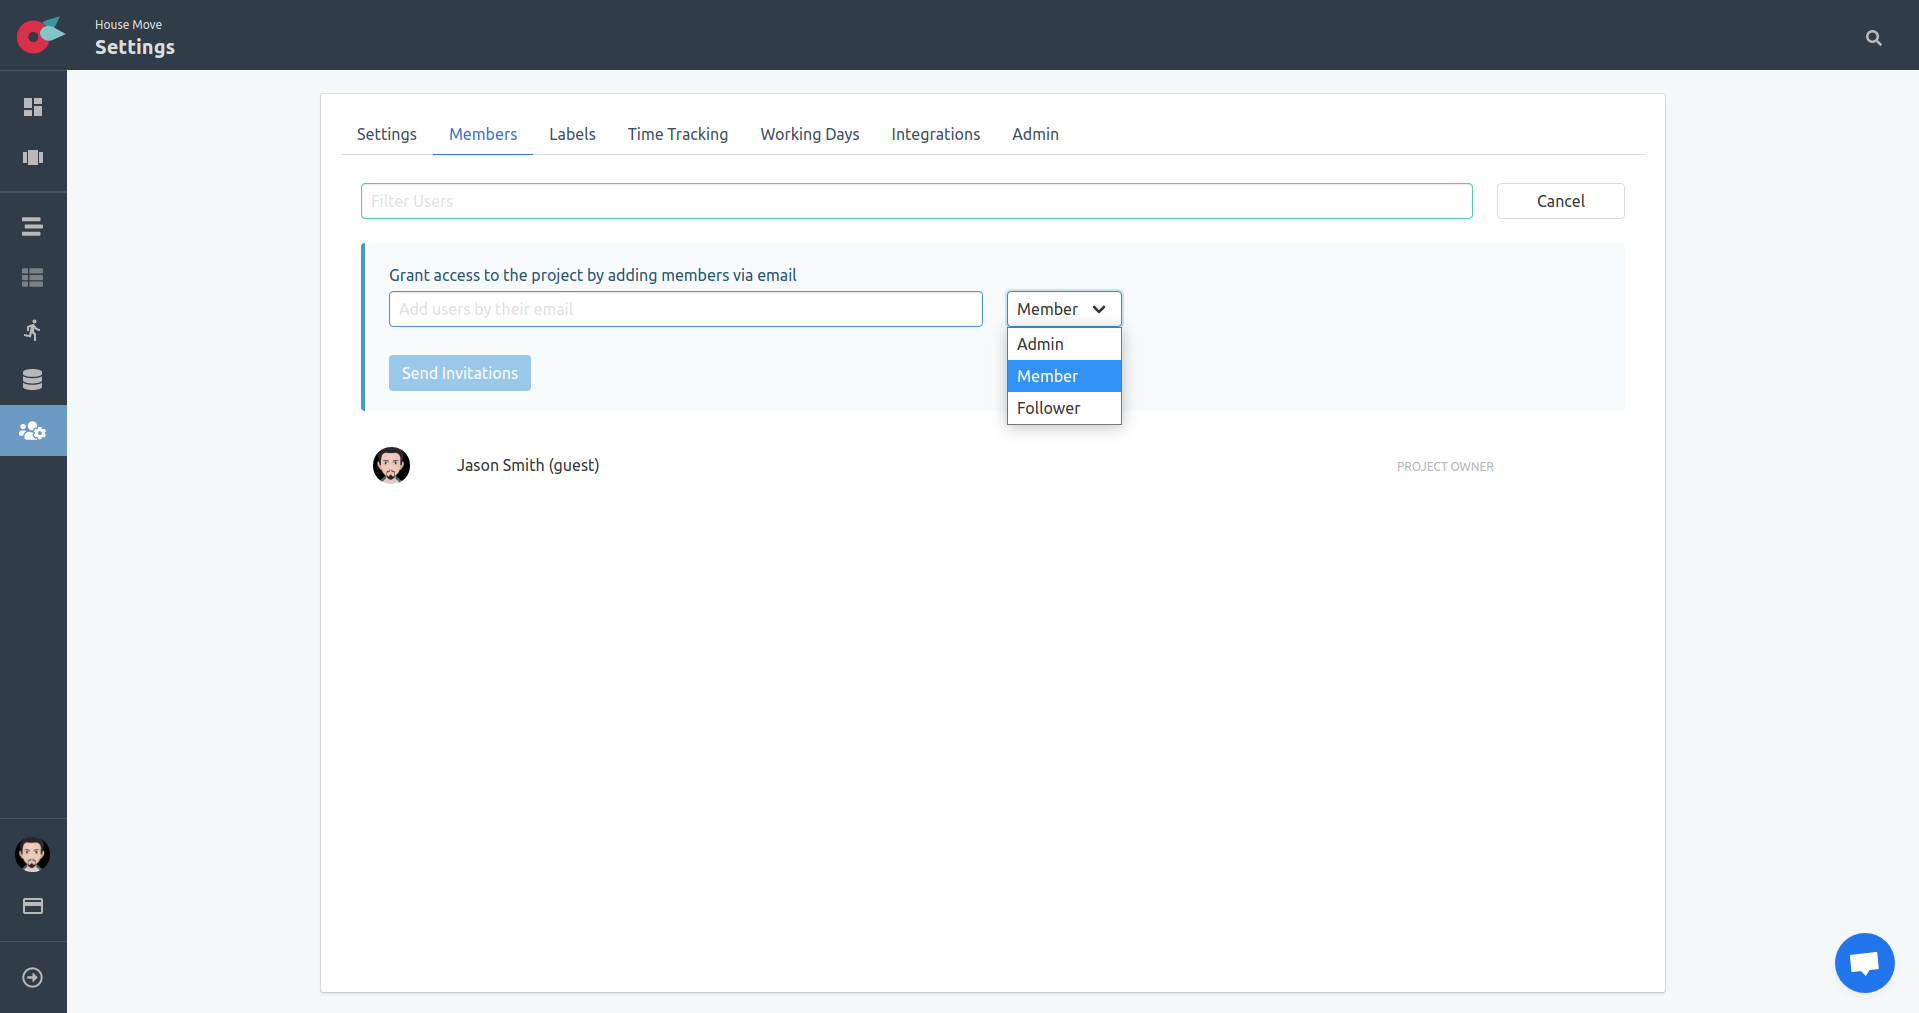 House Move
Settings
Settings Members Labels Time Tracking Working Days Integrations Admin
Filter Users
Cancel
Grant access to the project by adding members via email
Add users by their email
Member
Admin
Member
Follower
Send Invitations
Jason Smith (guest)
PROJECT OWNER